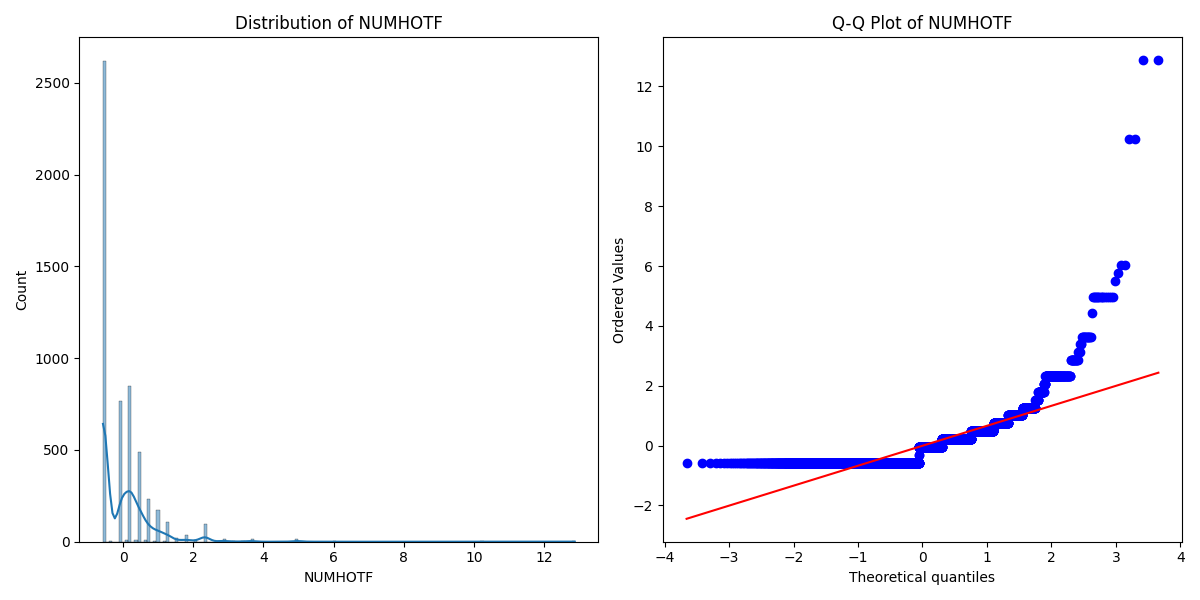 Distribution of NUMHOTF
2500
2000
1500
1000
500
0
Count
0 2 4 6 8 10 12
NUMHOTF
Q-Q Plot of NUMHOTF
12
10
8
6
4
2
0
−2
Ordered Values
−4 −3 −2 −1 0 1 2 3 4
Theoretical quantiles